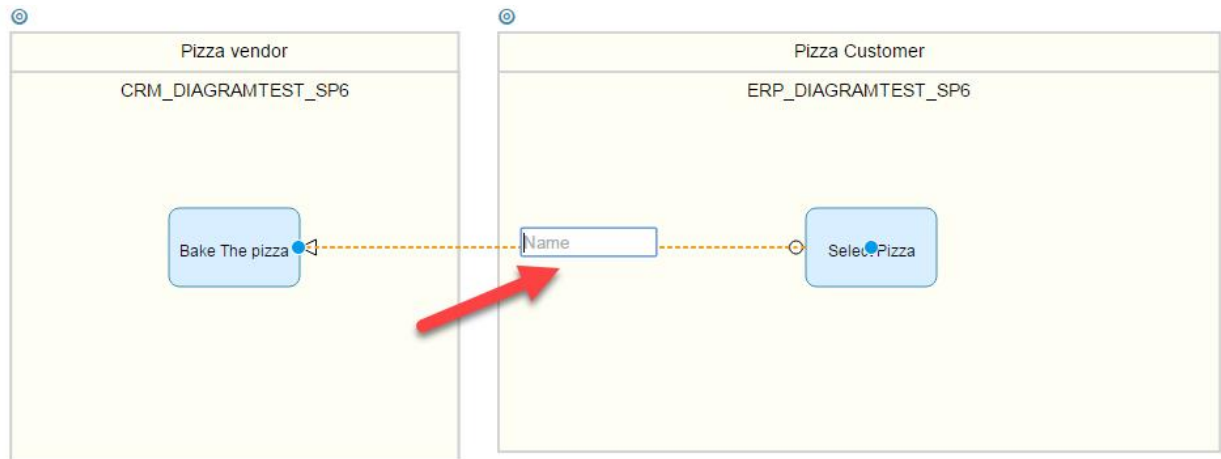 Pizza vendor
CRM_DIAGRAMTEST_SP6
Bake The pizza
Pizza Customer
ERP_DIAGRAMTEST_SP6
Name
Select Pizza